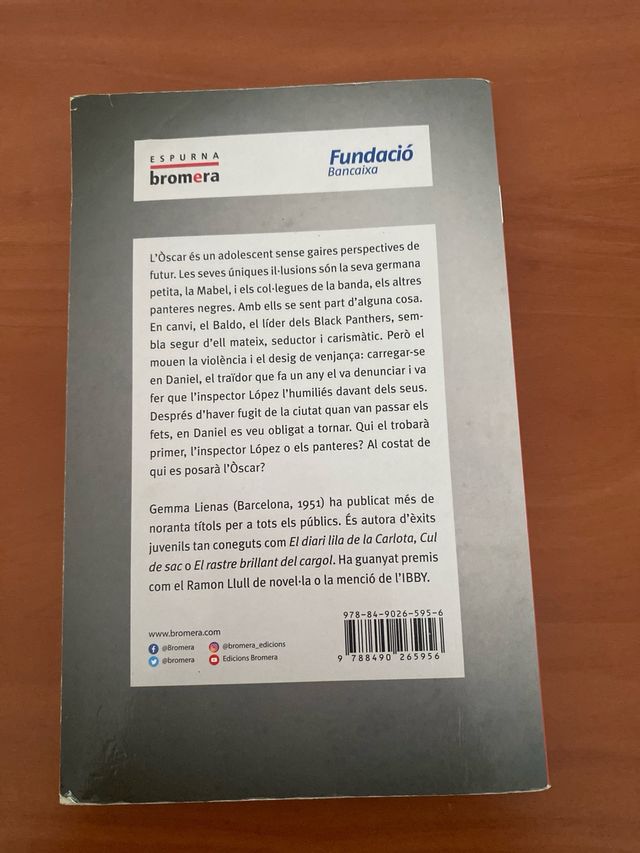 ESPURNA
bromera
Fundació
Bancaixa
L'Òscar és un adolescent sense gaires perspectives de
futur. Les seves úniques il·lusions són la seva germana
petita, la Mabel, i els col·legues de la banda, els altres
panteres negres. Amb ells se sent part d'alguna cosa.
En canvi, el Baldo, el líder dels Black Panthers, sem-
bla segur d'ell mateix, seductor i carismàtic. Però el
mouen la violència i el desig de venjança: carregar-se
en Daniel, el traïdor que fa un any el va denunciar i va
fer que l'inspector López l'humiliés davant dels seus.
Després d'haver fugit de la ciutat quan van passar els
fets, en Daniel es veu obligat a tornar. Qui el trobarà
primer, l'inspector López o els panteres? Al costat de
qui es posarà l'Òscar?
Gemma Lienas (Barcelona, 1951) ha publicat més de
noranta títols per a tots els públics. És autora d'èxits
juvenils tan coneguts com El diari lila de la Carlota, Cul
de sac o El rastre brillant del cargol. Ha guanyat premis
com el Ramon Llull de novel·la o la menció de l'IBBY.
www.bromera.com
@Bromera
@bromera_edicions
@bromera
Edicions Bromera
978-84-9026-595-6
9 788490 265956